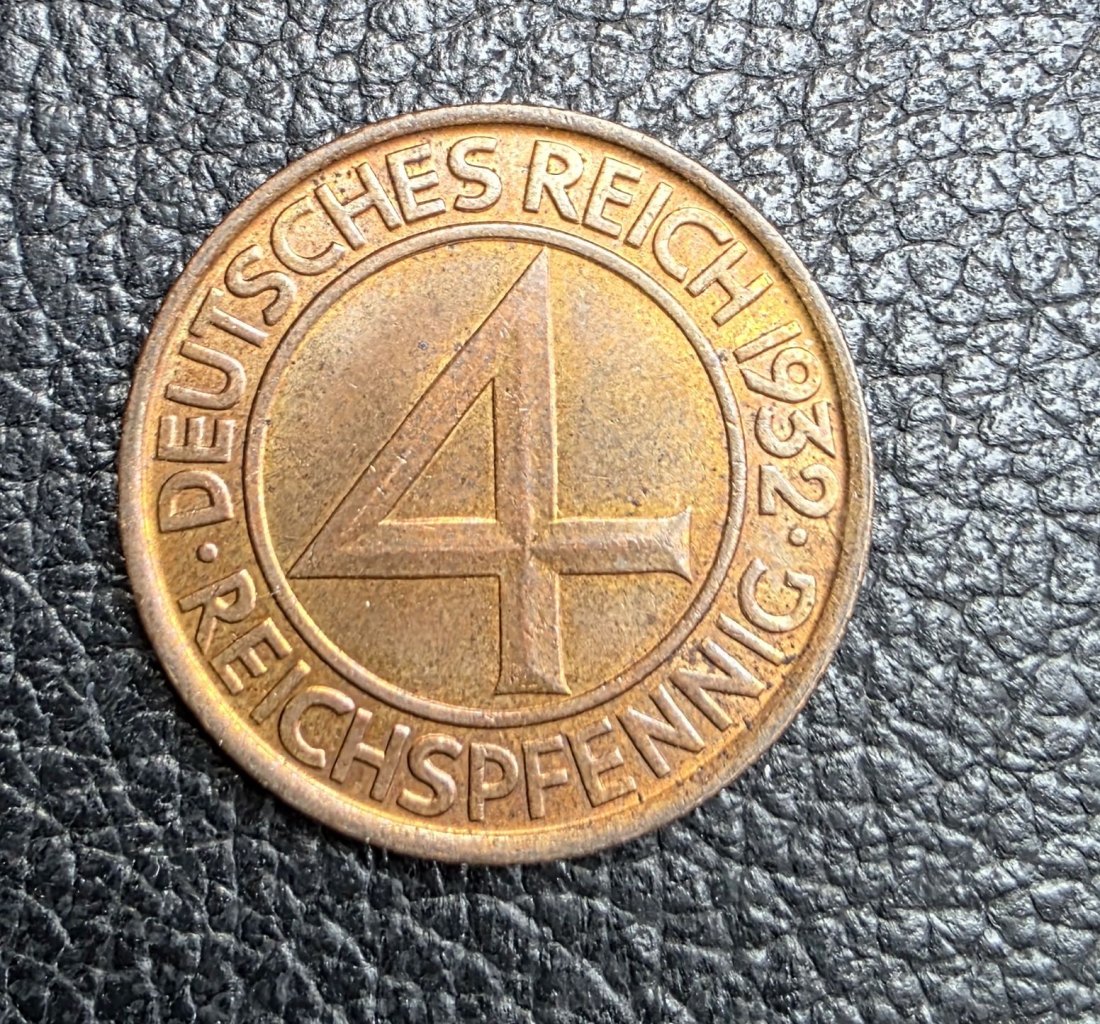 DEUTSCHES REICH 1932
· REICHSPFENNIG ·
4